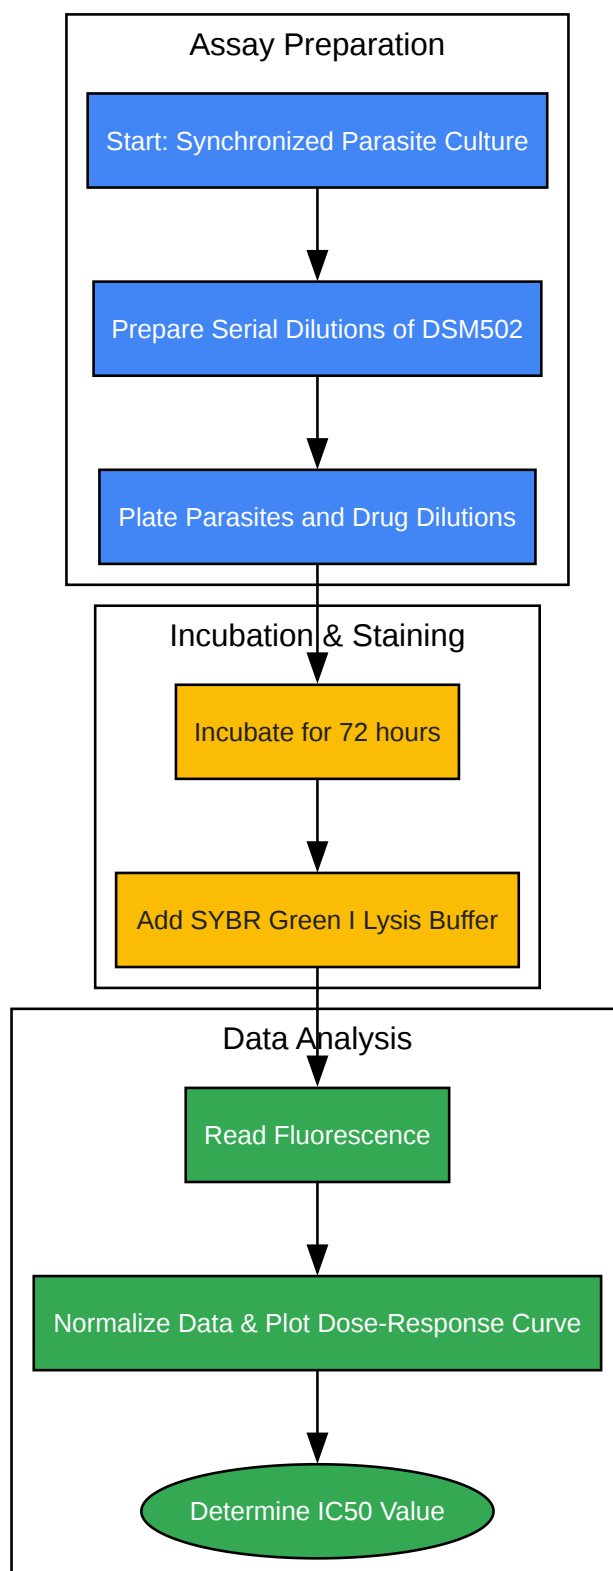 Assay Preparation
Start: Synchronized Parasite Culture
Prepare Serial Dilutions of DSM502
Plate Parasites and Drug Dilutions
Incubation & Staining
Incubate for 72 hours
Add SYBR Green I Lysis Buffer
Data Analysis
Read Fluorescence
Normalize Data & Plot Dose-Response Curve
Determine IC50 Value